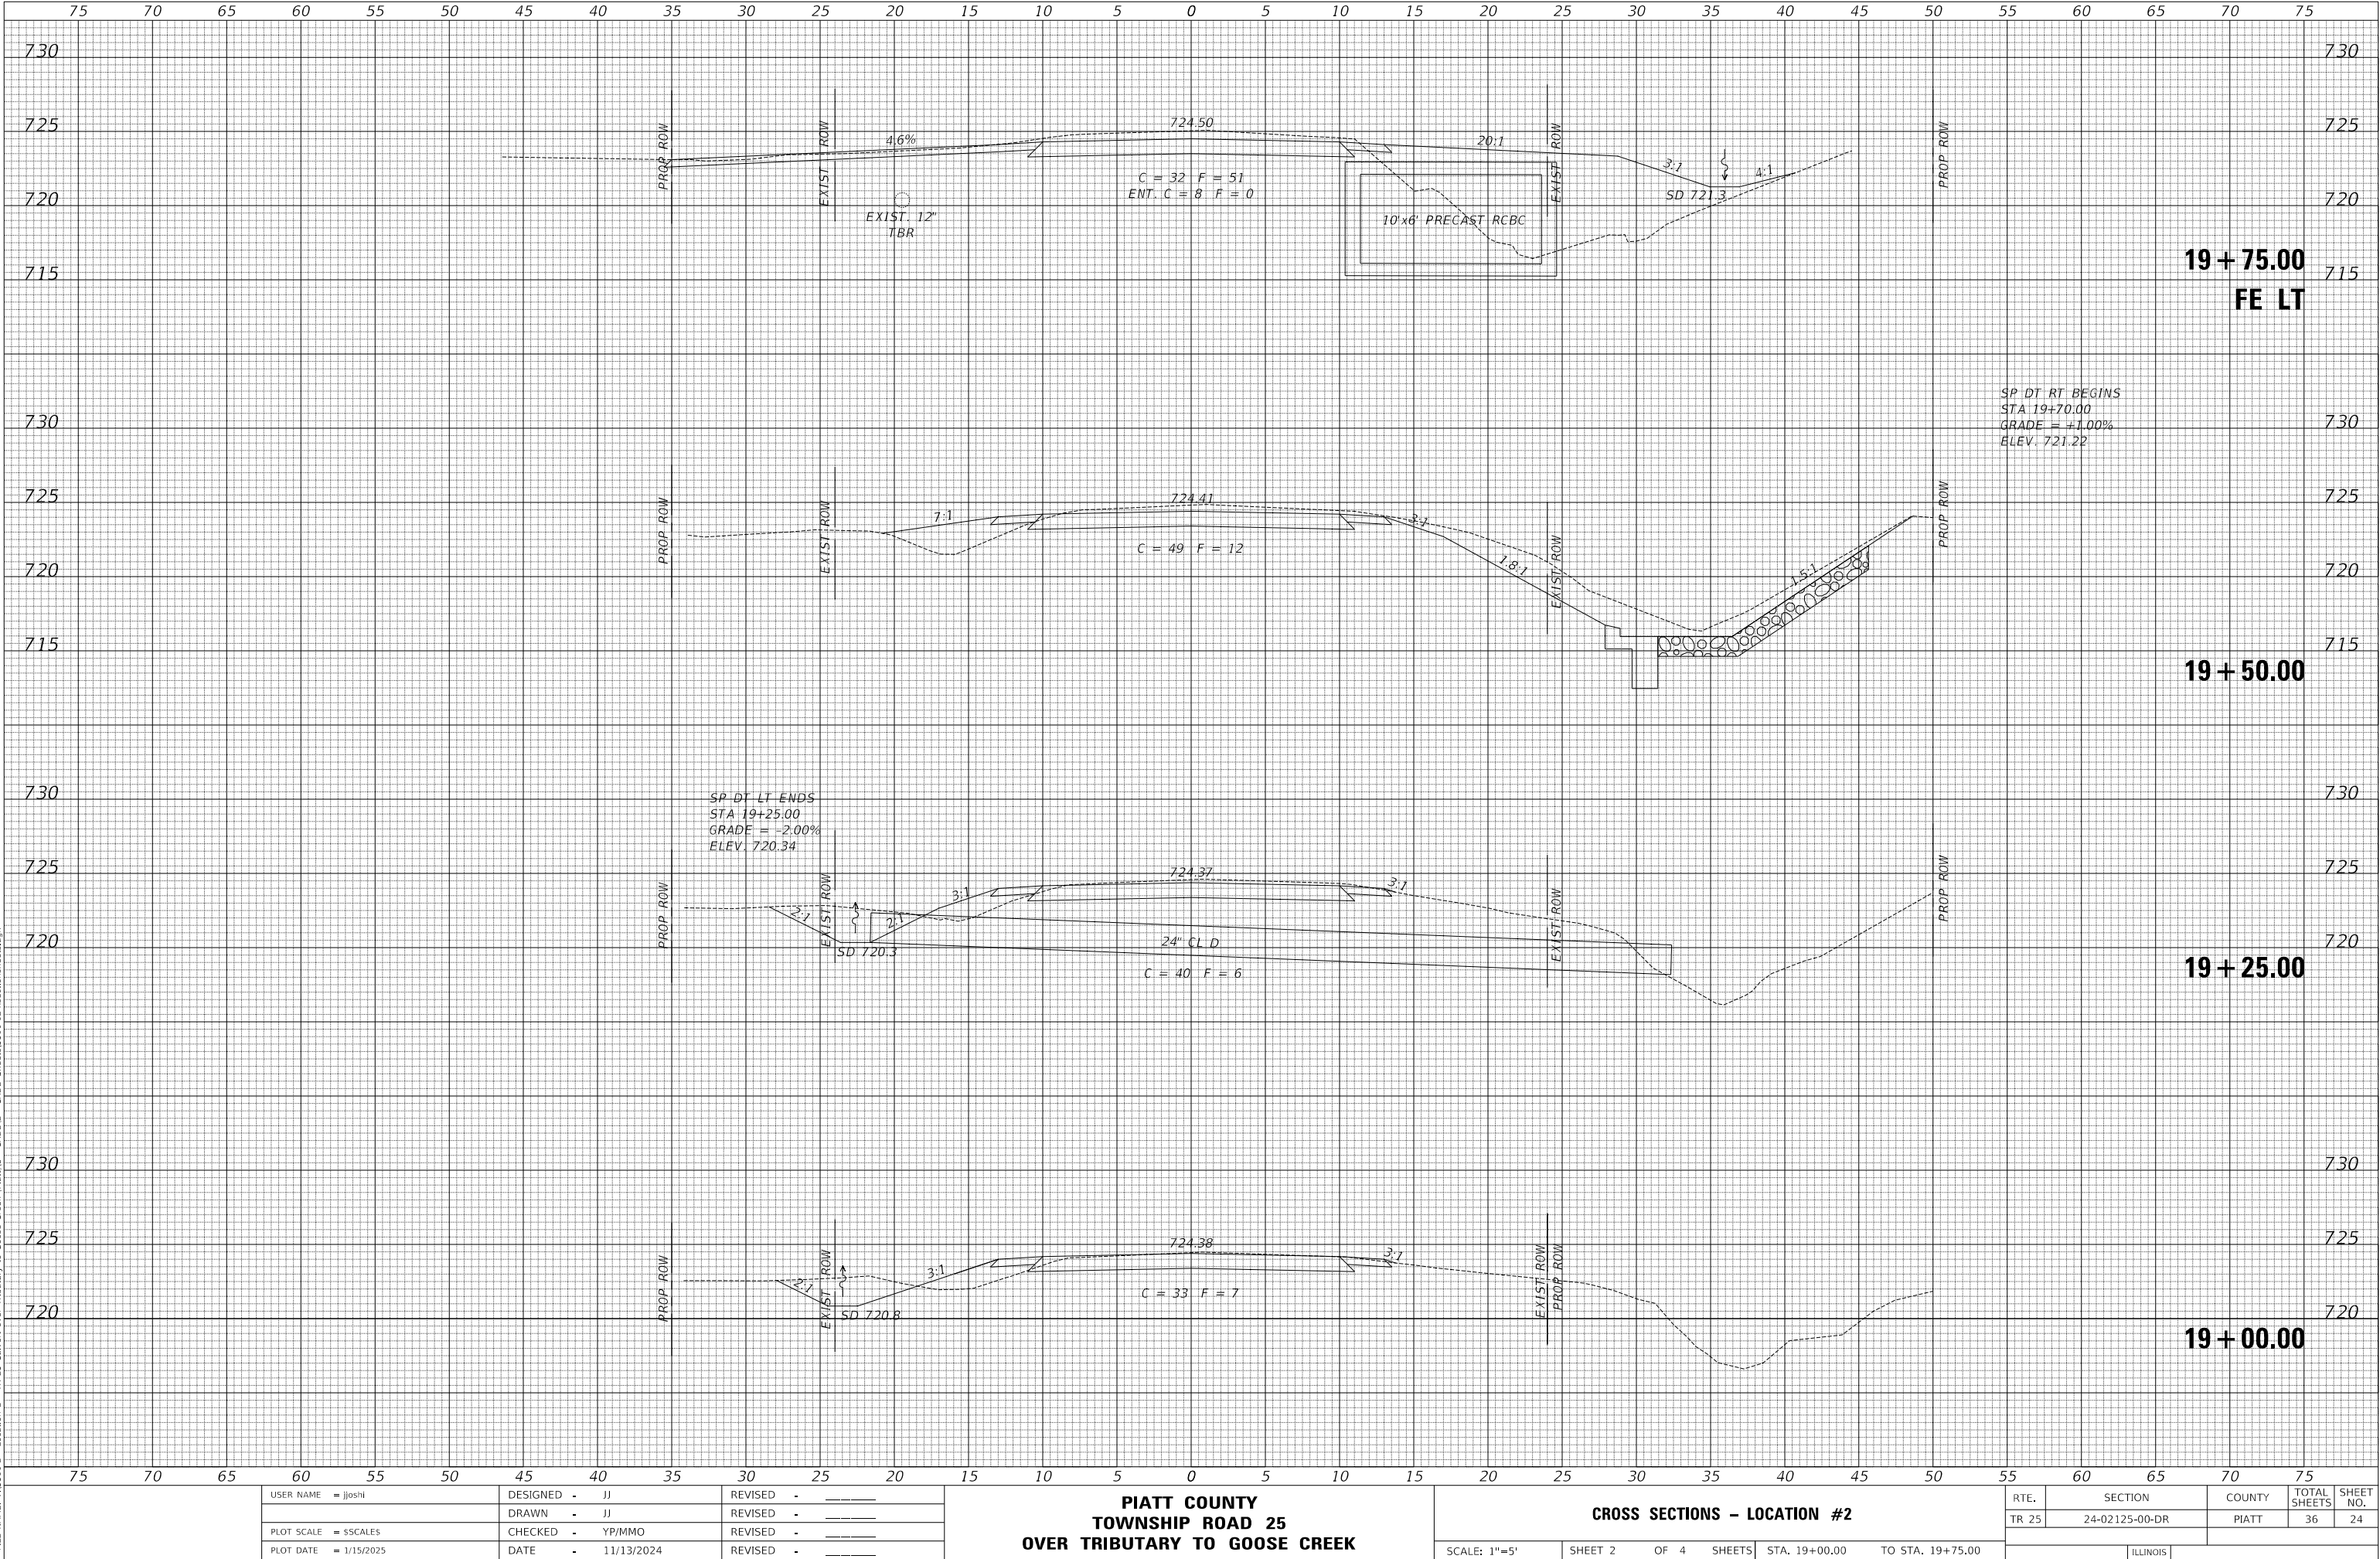 75 70 65 60 55 50 45 40 35 30 25 20 15 10 5 0 5 10 15 20 25 30 35 40 45 50 55 60 65 70 75
730 730
725 725
720 720
715 715
PROP ROW
EXIST ROW
4.6%
724.50
20:1
EXIST ROW
3:1
4:1
PROP ROW
SD 721.3
C = 32 F = 51
ENT. C = 8 F = 0
EXIST. 12"
TBR
10'x6' PRECAST RCBC
19+75.00
FE LT
SP DT RT BEGINS
STA 19+70.00
GRADE = +1.00%
ELEV. 721.22
730 730
725 725
720 720
715 715
PROP ROW
EXIST ROW
7:1
724.41
3:1
1.8:1
EXIST ROW
1.5:1
PROP ROW
C = 49 F = 12
19+50.00
SP DT LT ENDS
STA 19+25.00
GRADE = -2.00%
ELEV. 720.34
730 730
725 725
720 720
PROP ROW
2:1
EXIST ROW
2:1
3:1
724.37
3:1
EXIST ROW
PROP ROW
SD 720.3
24" CL D
C = 40 F = 6
19+25.00
730 730
725 725
720 720
PROP ROW
2:1
EXIST ROW
3:1
724.38
3:1
EXIST ROW
PROP ROW
SD 720.8
C = 33 F = 7
19+00.00
75 70 65 60 55 50 45 40 35 30 25 20 15 10 5 0 5 10 15 20 25 30 35 40 45 50 55 60 65 70 75
USER NAME = jjoshi
PLOT SCALE = $SCALE$
PLOT DATE = 1/15/2025
DESIGNED - JJ
DRAWN - JJ
CHECKED - YP/MMO
DATE - 11/13/2024
REVISED -
REVISED -
REVISED -
REVISED -
PIATT COUNTY
TOWNSHIP ROAD 25
OVER TRIBUTARY TO GOOSE CREEK
CROSS SECTIONS – LOCATION #2
SCALE: 1"=5' SHEET 2 OF 4 SHEETS STA. 19+00.00 TO STA. 19+75.00
RTE. SECTION COUNTY TOTAL SHEETS SHEET NO.
TR 25 24-02125-00-DR PIATT 36 24
ILLINOIS